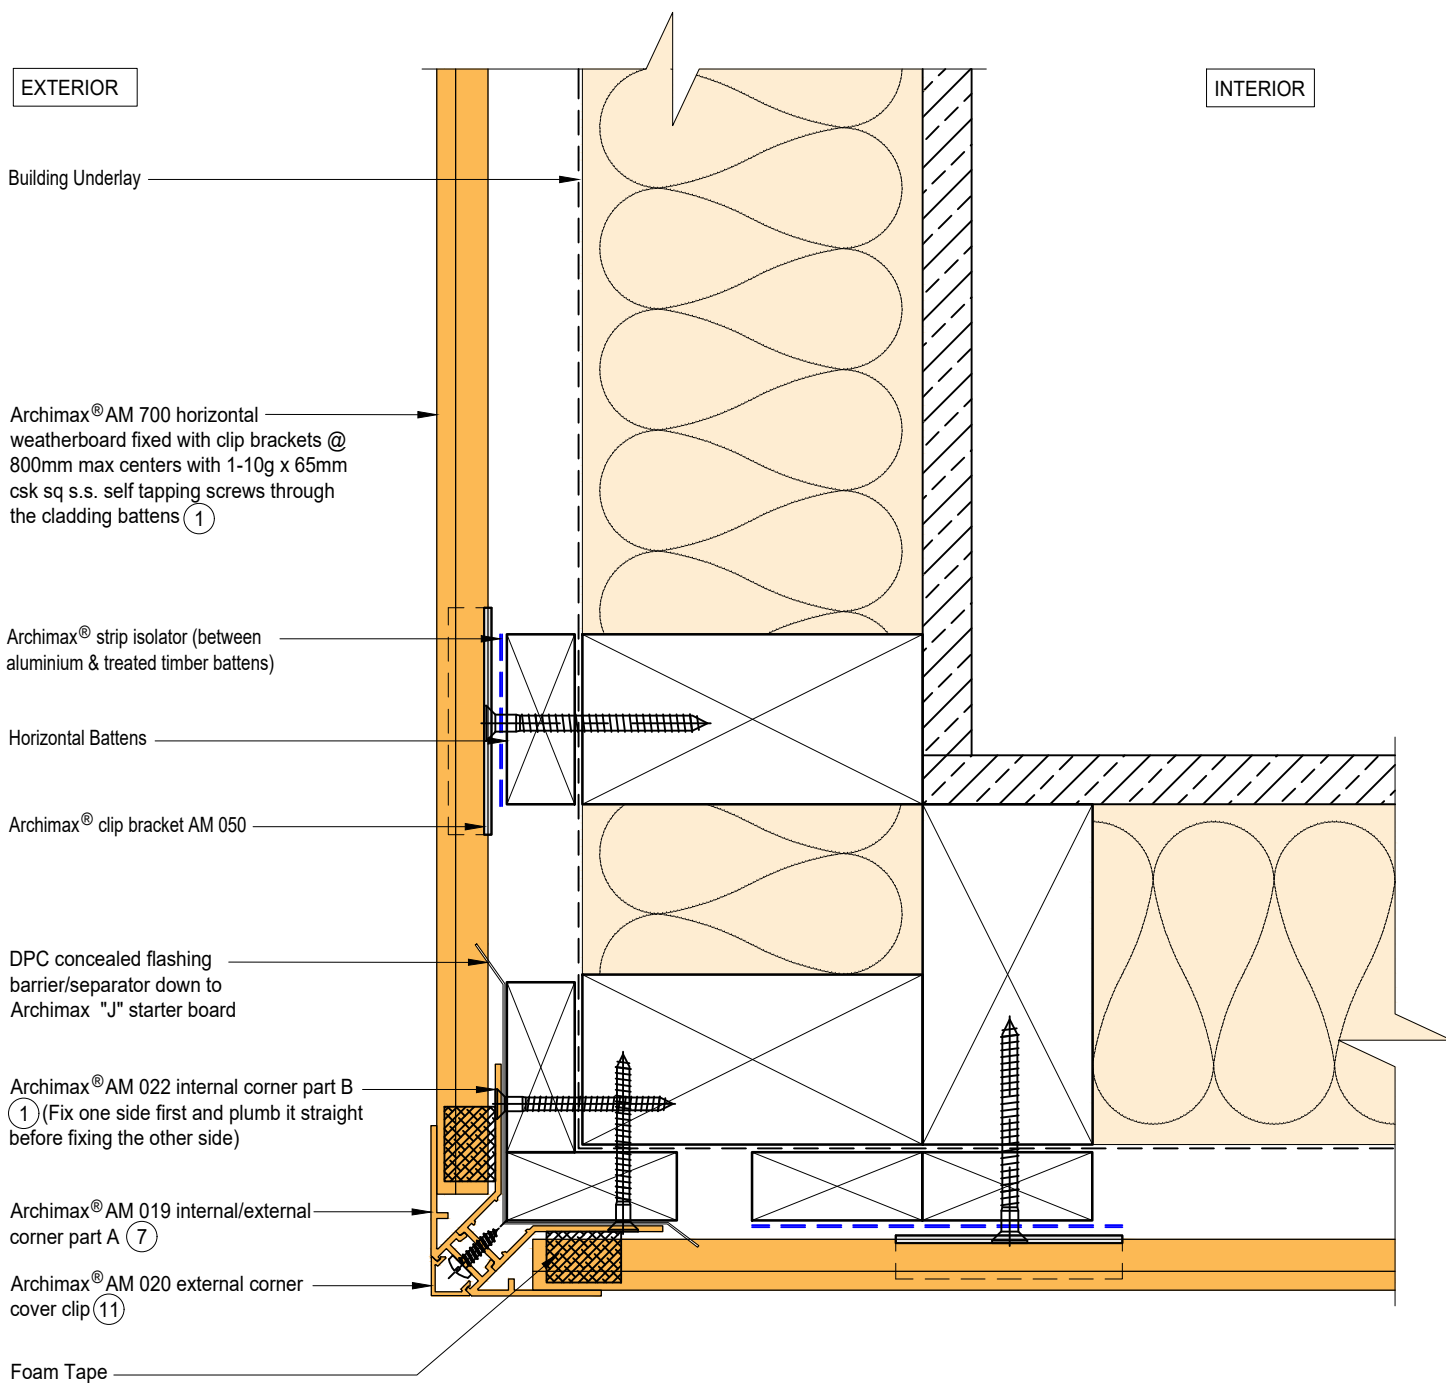 EXTERIOR
INTERIOR
Building Underlay
Archimax® AM 700 horizontal
weatherboard fixed with clip brackets @
800mm max centers with 1-10g x 65mm
csk sq s.s. self tapping screws through
the cladding battens 1
Archimax® strip isolator (between
aluminium & treated timber battens)
Horizontal Battens
Archimax® clip bracket AM 050
DPC concealed flashing
barrier/separator down to
Archimax "J" starter board
Archimax® AM 022 internal corner part B
1 (Fix one side first and plumb it straight
before fixing the other side)
Archimax® AM 019 internal/external
corner part A 7
Archimax® AM 020 external corner
cover clip 11
Foam Tape